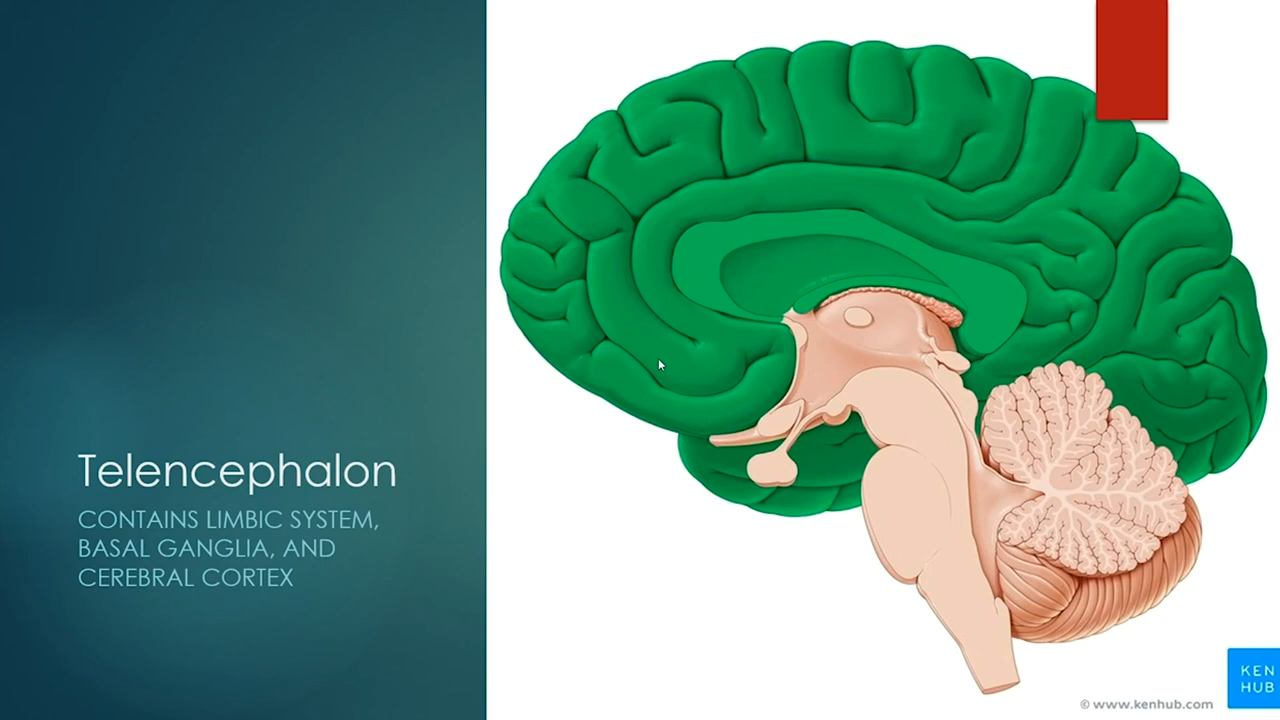 Telencephalon
CONTAINS LIMBIC SYSTEM,
BASAL GANGLIA, AND
CEREBRAL CORTEX
KEN
HUB
© www.kenhub.com